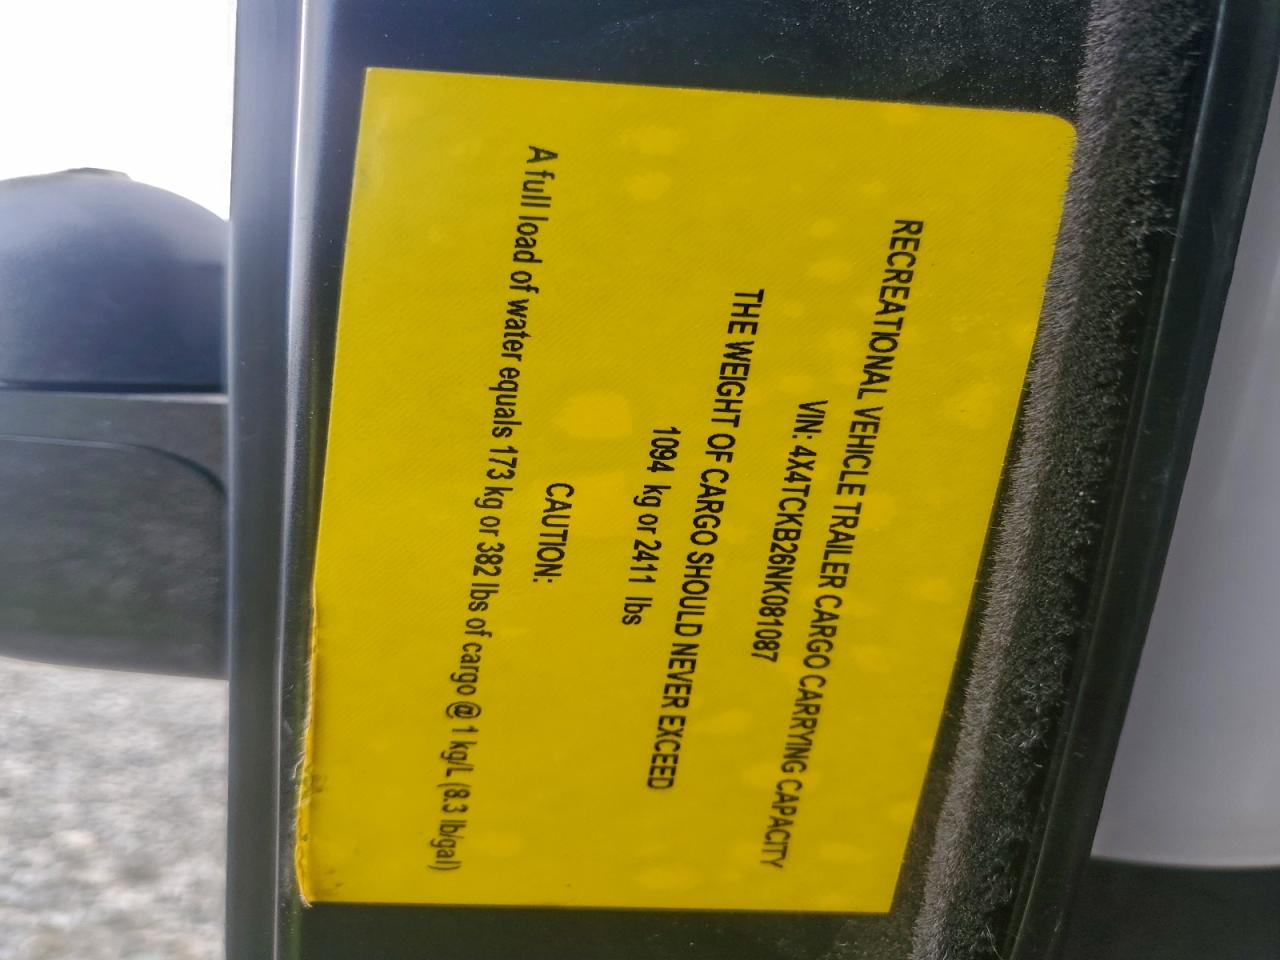 RECREATIONAL VEHICLE TRAILER CARGO CARRYING CAPACITY
VIN: 4X4TCKB26NK081087
THE WEIGHT OF CARGO SHOULD NEVER EXCEED
1094 kg or 2411 lbs
CAUTION:
A full load of water equals 173 kg or 382 lbs of cargo @ 1 kg/L (8.3 lb/gal)